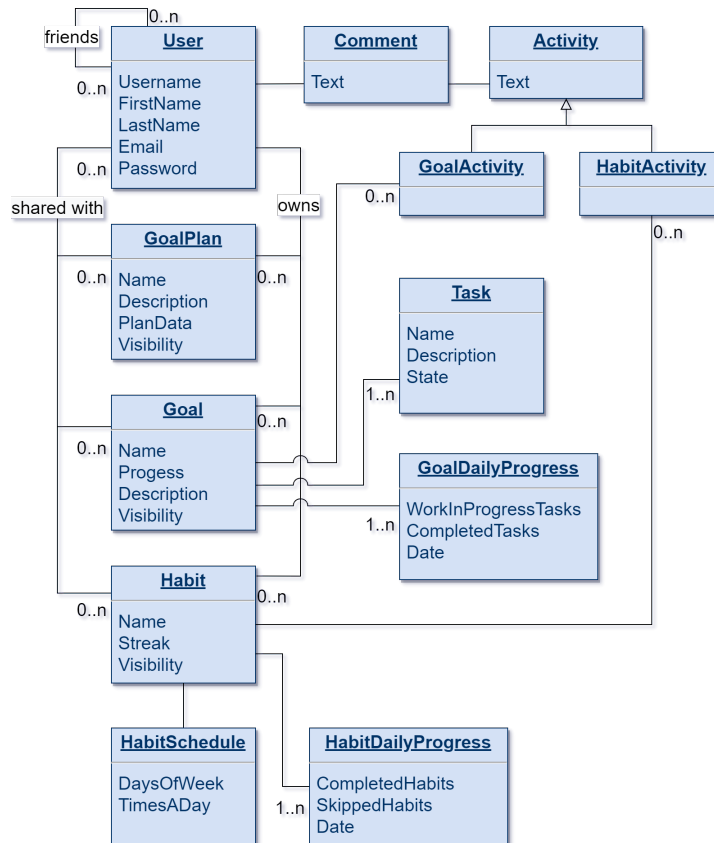 0..n
friends
User
Comment
Activity
0..n
Username
FirstName
LastName
Email
Password
Text
Text
0..n
GoalActivity
HabitActivity
0..n
shared with
owns
0..n
GoalPlan
0..n
0..n
Name
Description
PlanData
Visibility
Task
Name
Description
State
1..n
Goal
0..n
0..n
Name
Progess
Description
Visibility
GoalDailyProgress
WorkInProgressTasks
CompletedTasks
Date
1..n
Habit
0..n
0..n
Name
Streak
Visibility
HabitSchedule
DaysOfWeek
TimesADay
HabitDailyProgress
CompletedHabits
SkippedHabits
Date
1..n